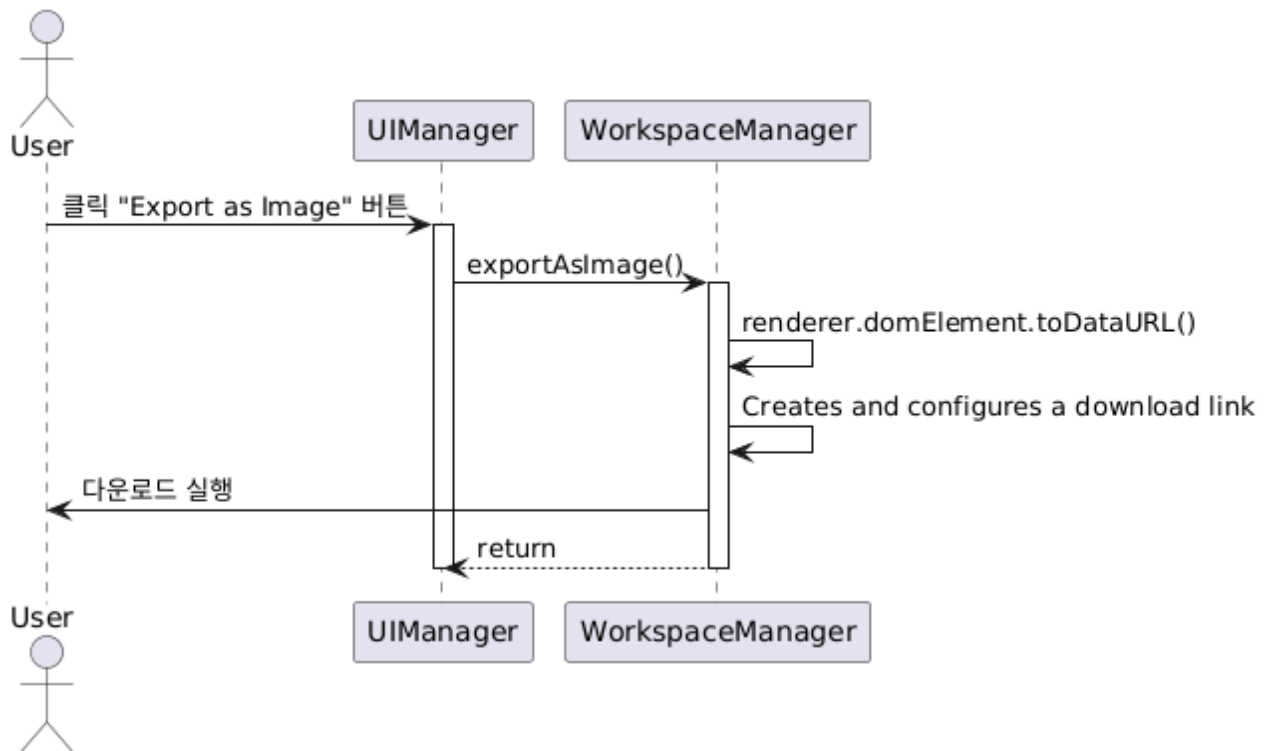 User
UIManager
WorkspaceManager
클릭 "Export as Image" 버튼
exportAsImage()
renderer.domElement.toDataURL()
Creates and configures a download link
다운로드 실행
return
User
UIManager
WorkspaceManager